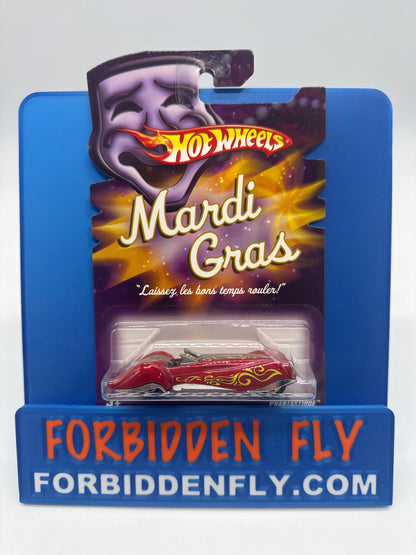 HOT WHEELS
Mardi
Gras
"Laissez les bons temps rouler!"
FORBIDDEN FLY
FORBIDDENFLY.COM